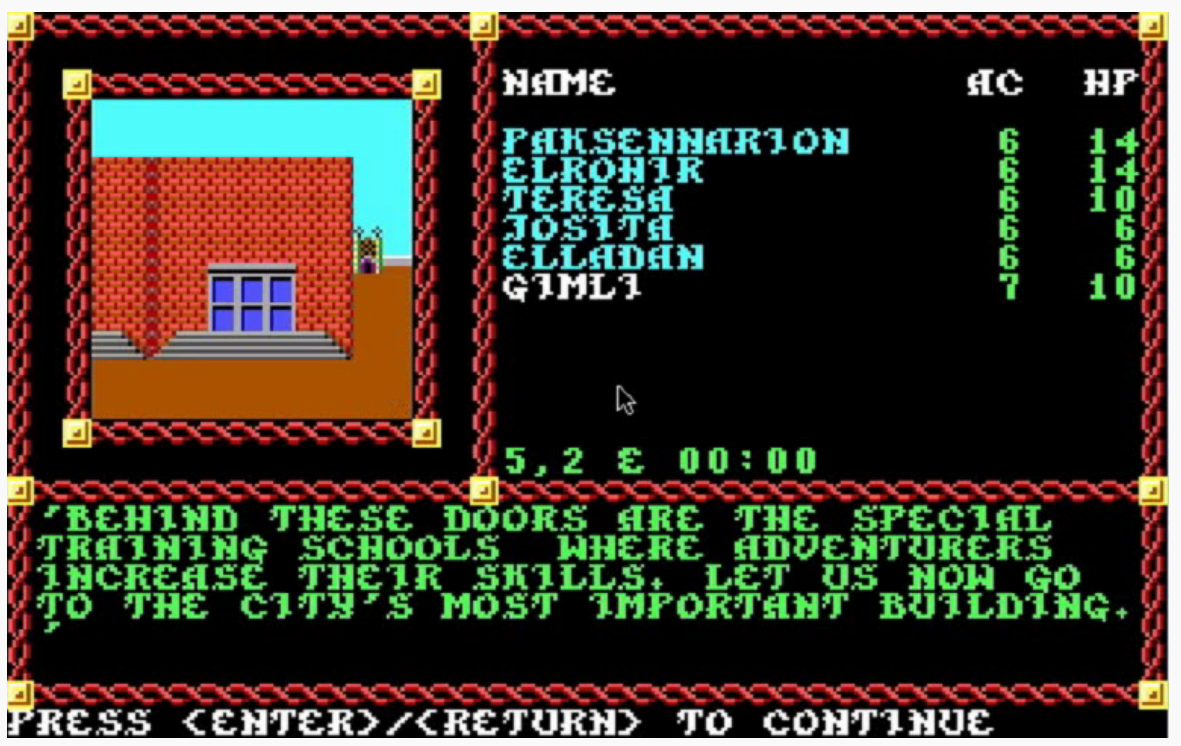 NAME AC HP
PAKSENNARION 6 14
ELROHIR 6 14
TERESA 6 10
JOSITA 6 6
ELLADAN 6 6
GIMLI 7 10
5,2 E 00:00
'BEHIND THESE DOORS ARE THE SPECIAL
TRAINING SCHOOLS WHERE ADVENTURERS
INCREASE THEIR SKILLS. LET US NOW GO
TO THE CITY'S MOST IMPORTANT BUILDING.
'
PRESS <ENTER>/<RETURN> TO CONTINUE